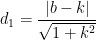 d_1 = \frac{|b-k|}{\sqrt{1+k^2}}